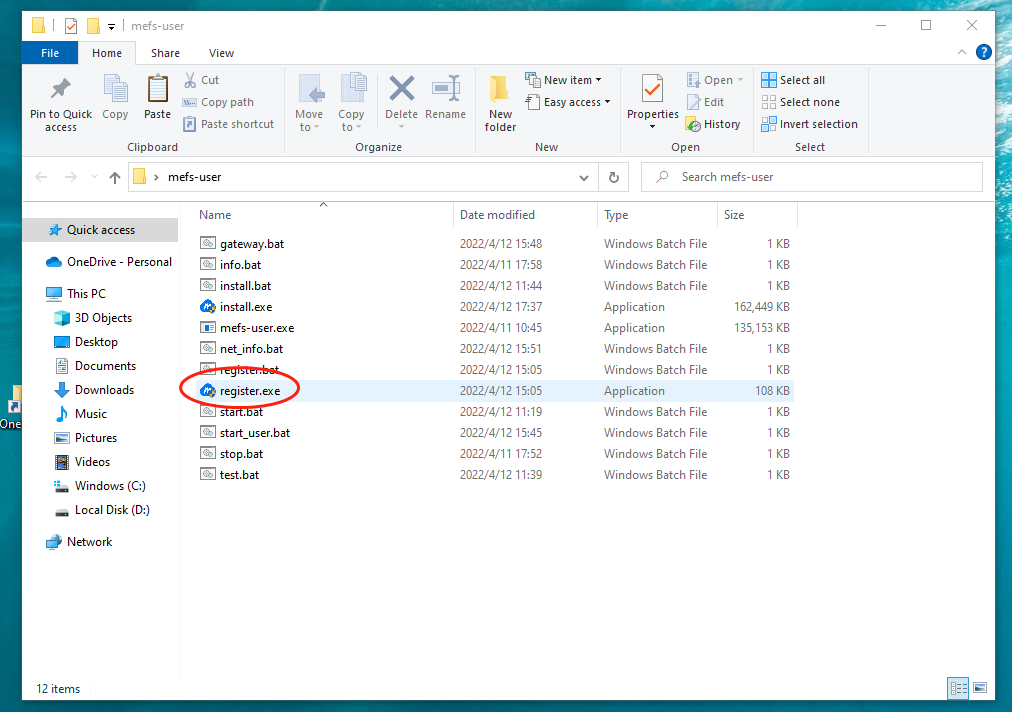 mefs-user
File Home Share View
Pin to Quick access
Copy
Paste
Cut
Copy path
Paste shortcut
Clipboard
Move to
Copy to
Delete
Rename
Organize
New folder
New item
Easy access
New
Properties
Open
Edit
History
Open
Select all
Select none
Invert selection
Select
mefs-user
Search mefs-user
Name Date modified Type Size
Quick access
OneDrive - Personal
This PC
3D Objects
Desktop
Documents
Downloads
Music
Pictures
Videos
Windows (C:)
Local Disk (D:)
Network
gateway.bat 2022/4/12 15:48 Windows Batch File 1 KB
info.bat 2022/4/11 17:58 Windows Batch File 1 KB
install.bat 2022/4/12 11:44 Windows Batch File 1 KB
install.exe 2022/4/12 17:37 Application 162,449 KB
mefs-user.exe 2022/4/11 10:45 Application 135,153 KB
net_info.bat 2022/4/12 15:51 Windows Batch File 1 KB
register.bat 2022/4/12 15:05 Windows Batch File 1 KB
register.exe 2022/4/12 15:05 Application 108 KB
start.bat 2022/4/12 11:19 Windows Batch File 1 KB
start_user.bat 2022/4/12 15:45 Windows Batch File 1 KB
stop.bat 2022/4/11 17:52 Windows Batch File 1 KB
test.bat 2022/4/12 11:39 Windows Batch File 1 KB
One
12 items